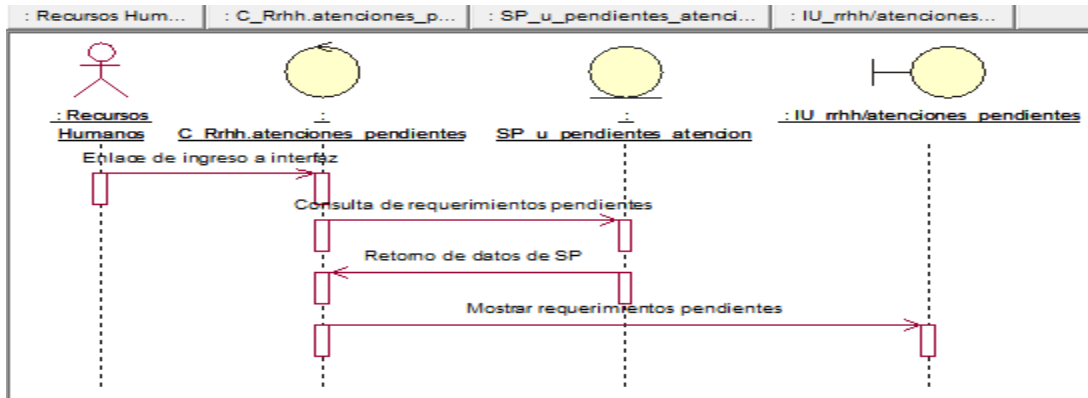 : Recursos Hum...
: C_Rrhh.atenciones_p...
: SP_u_pendientes_atenci...
: IU_rrhh/atenciones...
: Recursos
Humanos
:
C_Rrhh.atenciones_pendientes
:
SP_u_pendientes_atencion
: IU_rrhh/atenciones_pendientes
Enlace de ingreso a interfaz
Consulta de requerimientos pendientes
Retorno de datos de SP
Mostrar requerimientos pendientes